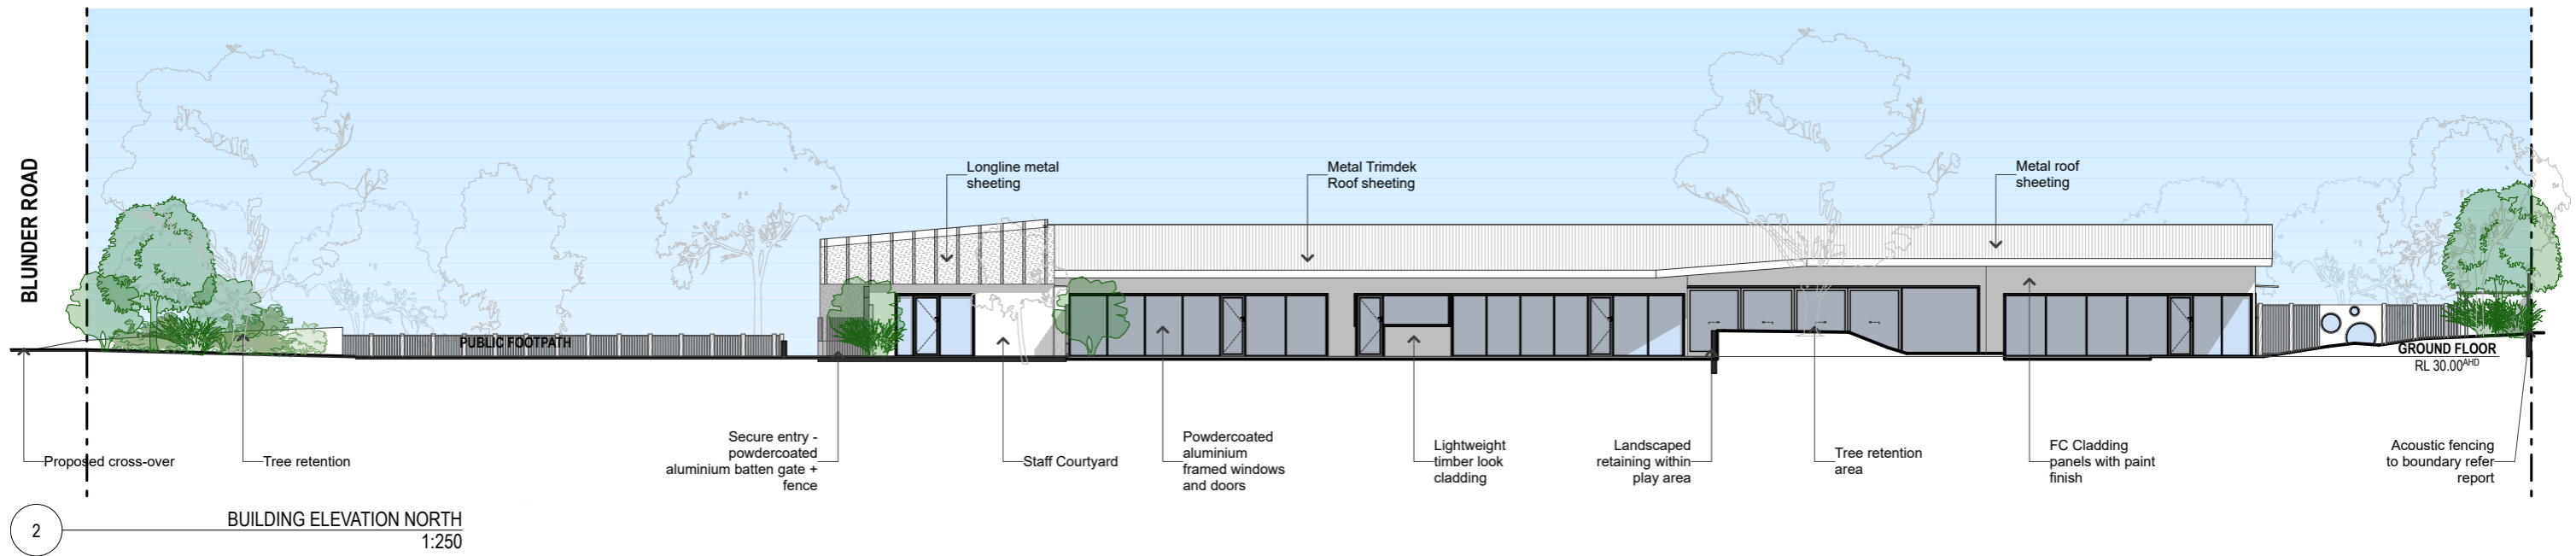 BLUNDER ROAD
Longline metal
sheeting
Metal Trimdek
Roof sheeting
Metal roof
sheeting
PUBLIC FOOTPATH
GROUND FLOOR
RL 30.00AHD
Proposed cross-over
Tree retention
Secure entry -
powdercoated
aluminium batten gate +
fence
Staff Courtyard
Powdercoated
aluminium
framed windows
and doors
Lightweight
timber look
cladding
Landscaped
retaining within
play area
Tree retention
area
FC Cladding
panels with paint
finish
Acoustic fencing
to boundary refer
report
2
BUILDING ELEVATION NORTH
1:250